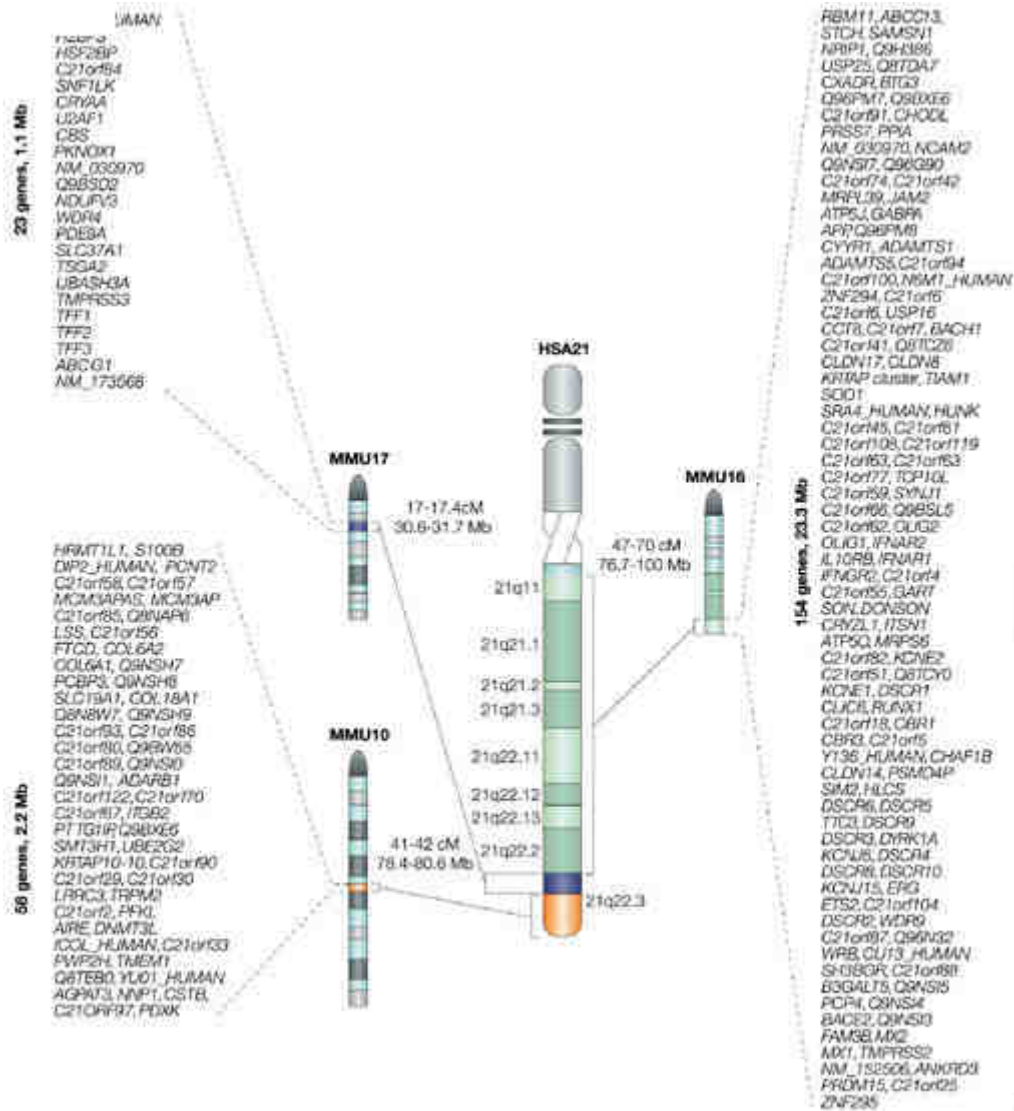 UMAN
HSF2BP
C21orf84
SNF1LK
CRYAA
U2AF1
CBS
PKNOX1
NM_030970
Q9BSD2
NDUFV3
WDR4
PDE9A
SLC37A1
TSGA2
UBASH3A
TMPRSS3
TFF1
TFF2
TFF3
ABCG1
NM_173568
23 genes, 1.1 Mb
HRMT1L1, S100B
DIP2_HUMAN, PCNT2
C21orf58, C21orf57
MCM3APAS, MCM3AP
C21orf85, Q8NAP6
LSS, C21orf56
FTCD, COL6A2
COL6A1, Q9NSH7
PCBP3, Q9NSH8
SLC19A1, COL18A1
Q8N8W7, Q9NSH9
C21orf93, C21orf86
C21orf80, Q9BW55
C21orf89, Q9NSI0
Q9NSI1, ADARB1
C21orf122, C21orf70
C21orf67, ITGB2
PTTG1IP, Q9BXE5
SMT3H1, UBE2G2
KRTAP10-10, C21orf90
C21orf29, C21orf30
LRRC3, TRPM2
C21orf2, PFKL
AIRE, DNMT3L
ICOL_HUMAN, C21orf33
PWP2H, TMEM1
Q8TEB0, YU01_HUMAN
AGPAT3, NNP1, CSTB,
C21ORF97, PDXK
56 genes, 2.2 Mb
MMU17
17-17.4cM
30.6-31.7 Mb
MMU10
41-42 cM
78.4-80.6 Mb
HSA21
21q11
21q21.1
21q21.2
21q21.3
21q22.11
21q22.12
21q22.13
21q22.2
21q22.3
MMU16
47-70 cM
76.7-100 Mb
154 genes, 23.3 Mb
RBM11, ABCC13,
STCH, SAMSN1
NRIP1, Q9H386
USP25, Q8TDA7
CXADR, BTG3
Q96PM7, Q9BXE6
C21orf91, CHODL
PRSS7, PPIA
NM_030970, NCAM2
Q9NSI7, Q96G90
C21orf74, C21orf42
MRPL39, JAM2
ATP5J, GABPA
APP, Q96PM8
CYYR1, ADAMTS1
ADAMTS5, C21orf94
C21orf100, N6M1_HUMAN
ZNF294, C21orf6
C21orf6, USP16
CCT8, C21orf7, BACH1
C21orf41, Q8TCZ8
CLDN17, CLDN8
KRTAP cluster, TIAM1
SOD1
SRA4_HUMAN, HUNK
C21orf45, C21orf61
C21orf108, C21orf119
C21orf63, C21orf63
C21orf77, TCP10L
C21orf59, SYNJ1
C21orf66, Q9BSL5
C21orf62, OLIG2
OLIG1, IFNAR2
IL10RB, IFNAR1
IFNGR2, C21orf4
C21orf55, GART
SON, DONSON
CRYZL1, ITSN1
ATP5O, MRPS6
C21orf82, KCNE2
C21orf51, Q8TCY0
KCNE1, DSCR1
CLIC6, RUNX1
C21orf18, CBR1
CBR3, C21orf5
Y136_HUMAN, CHAF1B
CLDN14, PSMD4P
SIM2, HLCS
DSCR6, DSCR5
TTC3, DSCR9
DSCR3, DYRK1A
KCNJ6, DSCR4
DSCR8, DSCR10
KCNJ15, ERG
ETS2, C21orf104
DSCR2, WDR9
C21orf87, Q96N32
WRB, CU13_HUMAN
SH3BGR, C21orf88
B3GALT5, Q9NSI5
PCP4, Q9NSI4
BACE2, Q9NSI3
FAM3B, MX2
MX1, TMPRSS2
NM_152506, ANKRD3
PRDM15, C21orf25
ZNF295